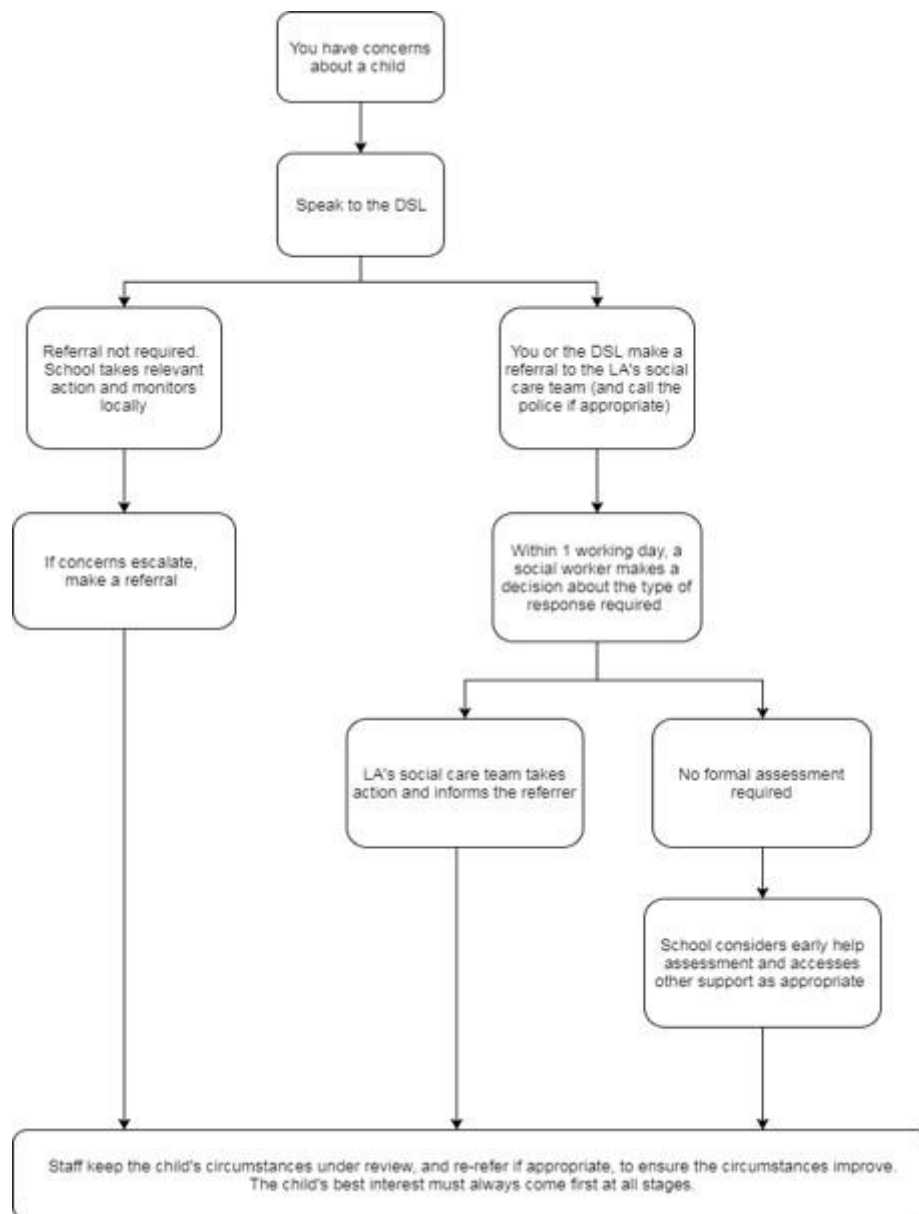 You have concerns
about a child
Speak to the DSL
Referral not required.
School takes relevant
action and monitors
locally
You or the DSL make a
referral to the LA's social
care team (and call the
police if appropriate)
If concerns escalate,
make a referral
Within 1 working day, a
social worker makes a
decision about the type of
response required
LA's social care team takes
action and informs the referrer
No formal assessment
required
School considers early help
assessment and accesses
other support as appropriate
Staff keep the child's circumstances under review, and re-refer if appropriate, to ensure the circumstances improve.
The child's best interest must always come first at all stages.